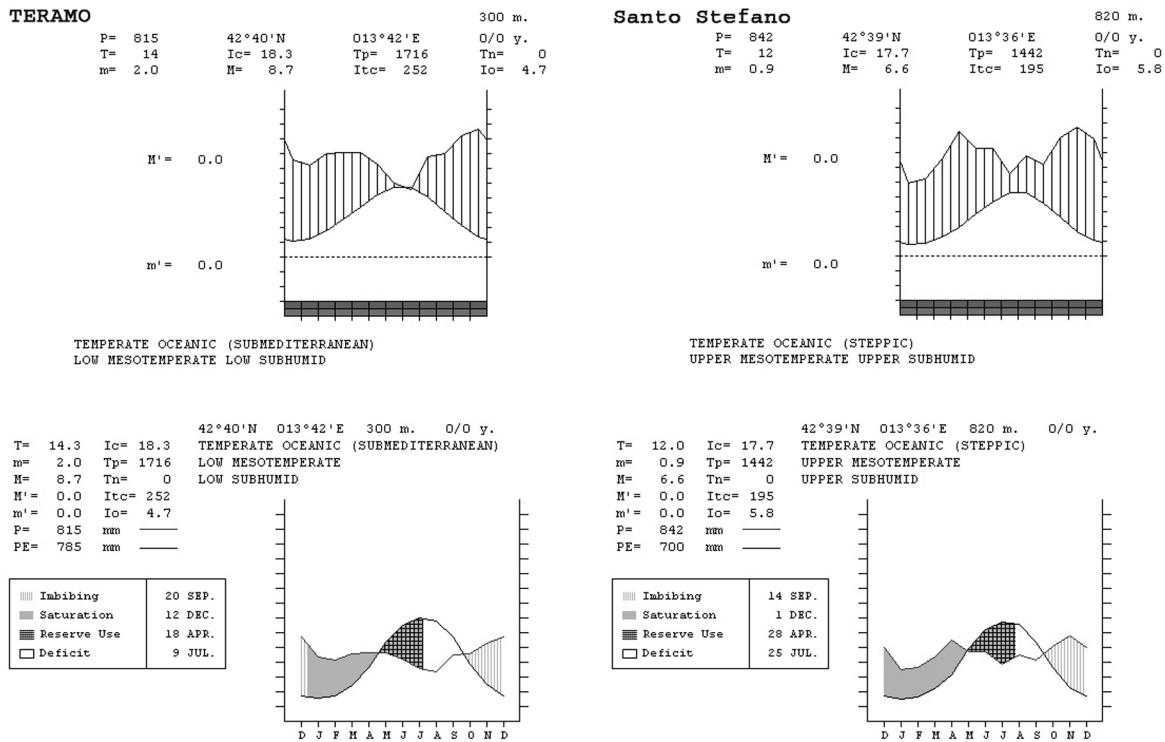 TERAMO
300 m.
P= 815 42°40'N 013°42'E 0/0 y.
T= 14 Ic= 18.3 Tp= 1716 Tn= 0
m= 2.0 M= 8.7 Itc= 252 Io= 4.7
M'= 0.0
m'= 0.0
TEMPERATE OCEANIC (SUBMEDITERRANEAN)
LOW MESOTEMPERATE LOW SUBHUMID
Santo Stefano
820 m.
P= 842 42°39'N 013°36'E 0/0 y.
T= 12 Ic= 17.7 Tp= 1442 Tn= 0
m= 0.9 M= 6.6 Itc= 195 Io= 5.8
M'= 0.0
m'= 0.0
TEMPERATE OCEANIC (STEPPIC)
UPPER MESOTEMPERATE UPPER SUBHUMID
42°40'N 013°42'E 300 m. 0/0 y.
T= 14.3 Ic= 18.3 TEMPERATE OCEANIC (SUBMEDITERRANEAN)
m= 2.0 Tp= 1716 LOW MESOTEMPERATE
M= 8.7 Tn= 0 LOW SUBHUMID
M'= 0.0 Itc= 252
m'= 0.0 Io= 4.7
P= 815 mm
PE= 785 mm
Imbibing 20 SEP.
Saturation 12 DEC.
Reserve Use 18 APR.
Deficit 9 JUL.
D J F M A M J J A S O N D
42°39'N 013°36'E 820 m. 0/0 y.
T= 12.0 Ic= 17.7 TEMPERATE OCEANIC (STEPPIC)
m= 0.9 Tp= 1442 UPPER MESOTEMPERATE
M= 6.6 Tn= 0 UPPER SUBHUMID
M'= 0.0 Itc= 195
m'= 0.0 Io= 5.8
P= 842 mm
PE= 700 mm
Imbibing 14 SEP.
Saturation 1 DEC.
Reserve Use 28 APR.
Deficit 25 JUL.
D J F M A M J J A S O N D